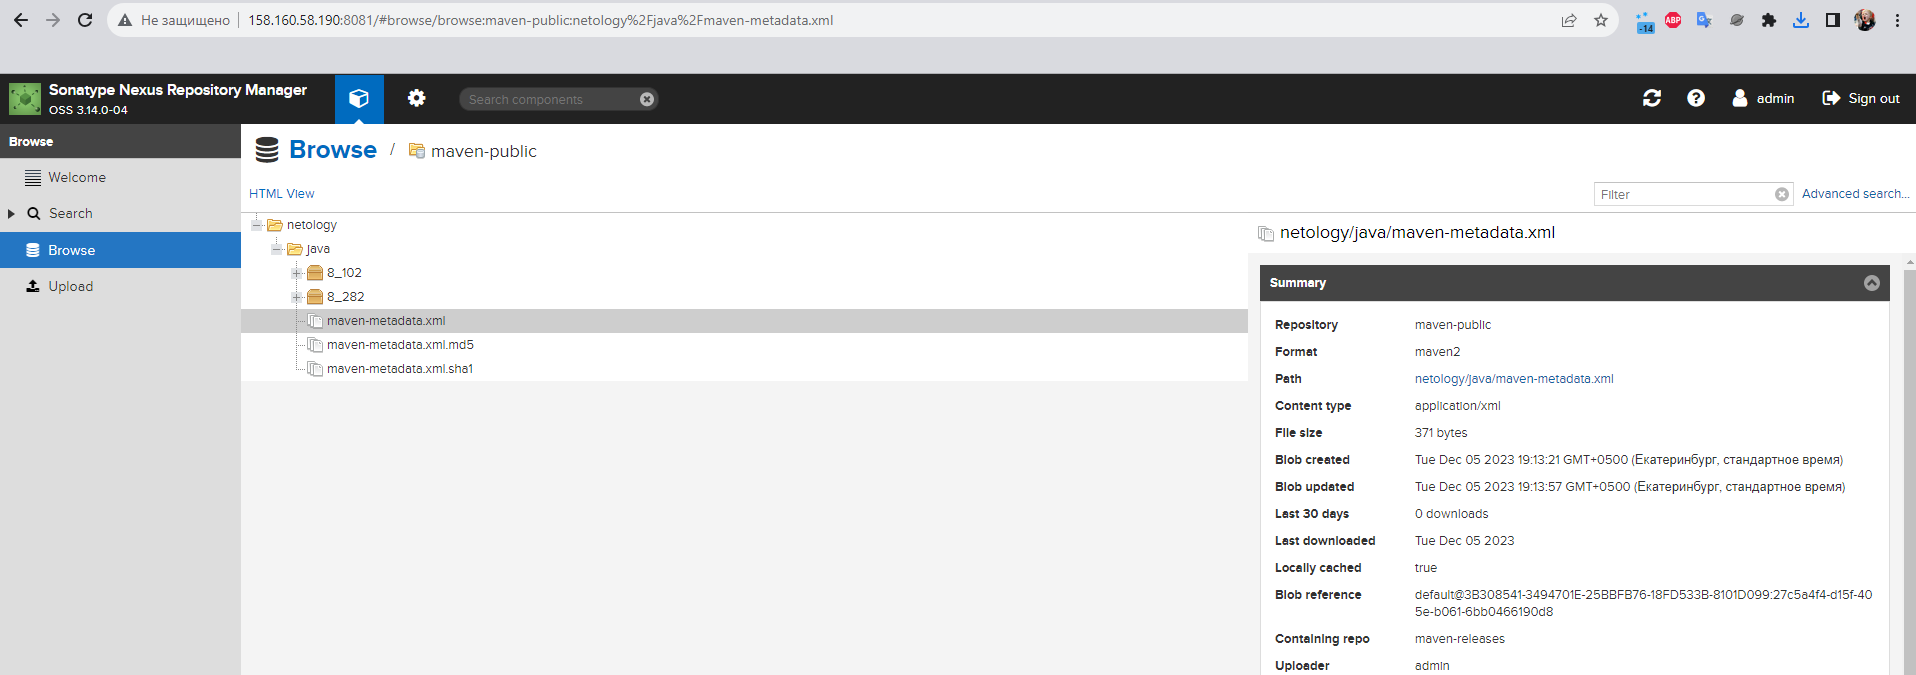 Не защищено 158.160.58.190:8081/#browse/browse:maven-public:netology%2Fjava%2Fmaven-metadata.xml
-14
ABP
Sonatype Nexus Repository Manager
OSS 3.14.0-04
Search components
admin
Sign out
Browse
Welcome
Search
Browse
Upload
Browse / maven-public
HTML View
Filter
Advanced search...
netology
java
8_102
8_282
maven-metadata.xml
maven-metadata.xml.md5
maven-metadata.xml.sha1
netology/java/maven-metadata.xml
Summary
Repository maven-public
Format maven2
Path netology/java/maven-metadata.xml
Content type application/xml
File size 371 bytes
Blob created Tue Dec 05 2023 19:13:21 GMT+0500 (Екатеринбург, стандартное время)
Blob updated Tue Dec 05 2023 19:13:57 GMT+0500 (Екатеринбург, стандартное время)
Last 30 days 0 downloads
Last downloaded Tue Dec 05 2023
Locally cached true
Blob reference default@3B308541-3494701E-25BBFB76-18FD533B-8101D099:27c5a4f4-d15f-40
5e-b061-6bb0466190d8
Containing repo maven-releases
Uploader admin